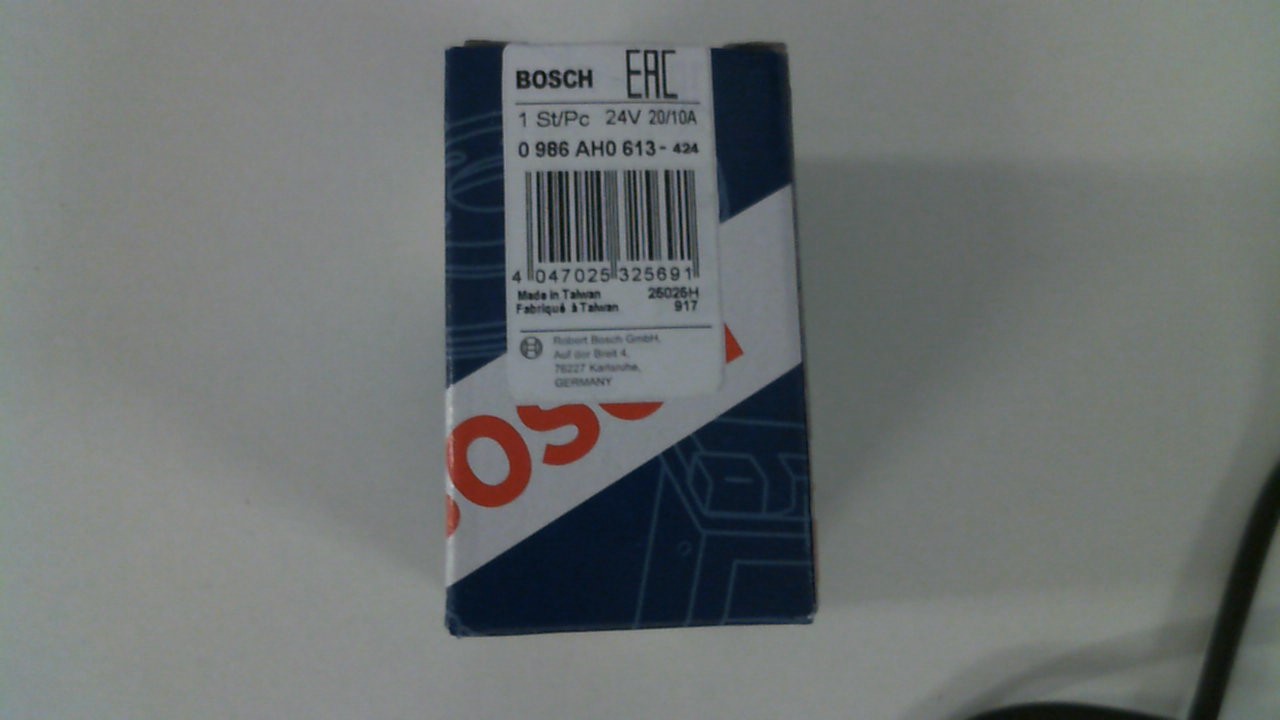 BOSCH EAC
1 St/Pc 24V 20/10A
0 986 AH0 613- 424
4 047025 325691
Made in Taiwan 25025H
Fabriqué à Taiwan 917
Robert Bosch GmbH,
Auf der Breit 4,
76227 Karlsruhe,
GERMANY
BOSCH